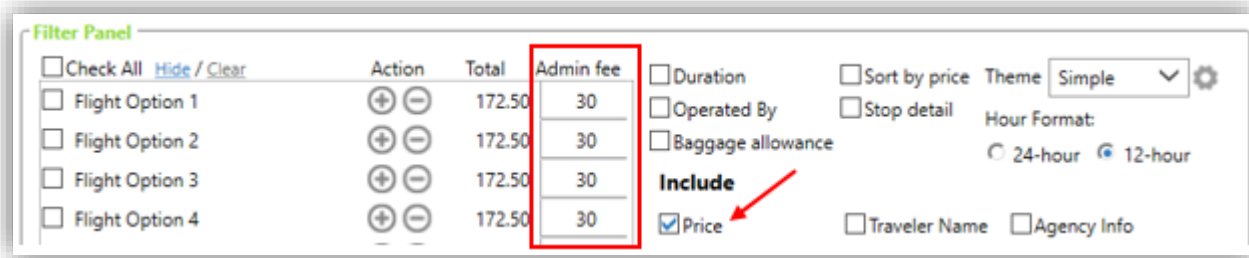 Filter Panel
Check All Hide / Clear Action Total Admin fee
Flight Option 1 172.50 30
Flight Option 2 172.50 30
Flight Option 3 172.50 30
Flight Option 4 172.50 30
Duration Sort by price Theme Simple
Operated By Stop detail
Hour Format:
Baggage allowance
24-hour 12-hour
Include
Price Traveler Name Agency Info